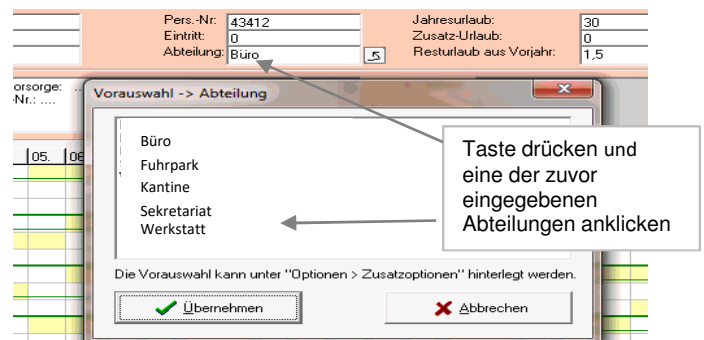 Pers.-Nr: 43412 Jahresurlaub: 30
Eintritt: 0 Zusatz-Urlaub: 0
Abteilung: Büro Resturlaub aus Vorjahr: 1,5
orsorge: ..
-Nr.: ....
Vorauswahl -> Abteilung
05. 06
Büro
Fuhrpark
Kantine
Sekretariat
Werkstatt
Taste drücken und
eine der zuvor
eingegebenen
Abteilungen anklicken
Die Vorauswahl kann unter "Optionen > Zusatzoptionen" hinterlegt werden.
Übernehmen Abbrechen